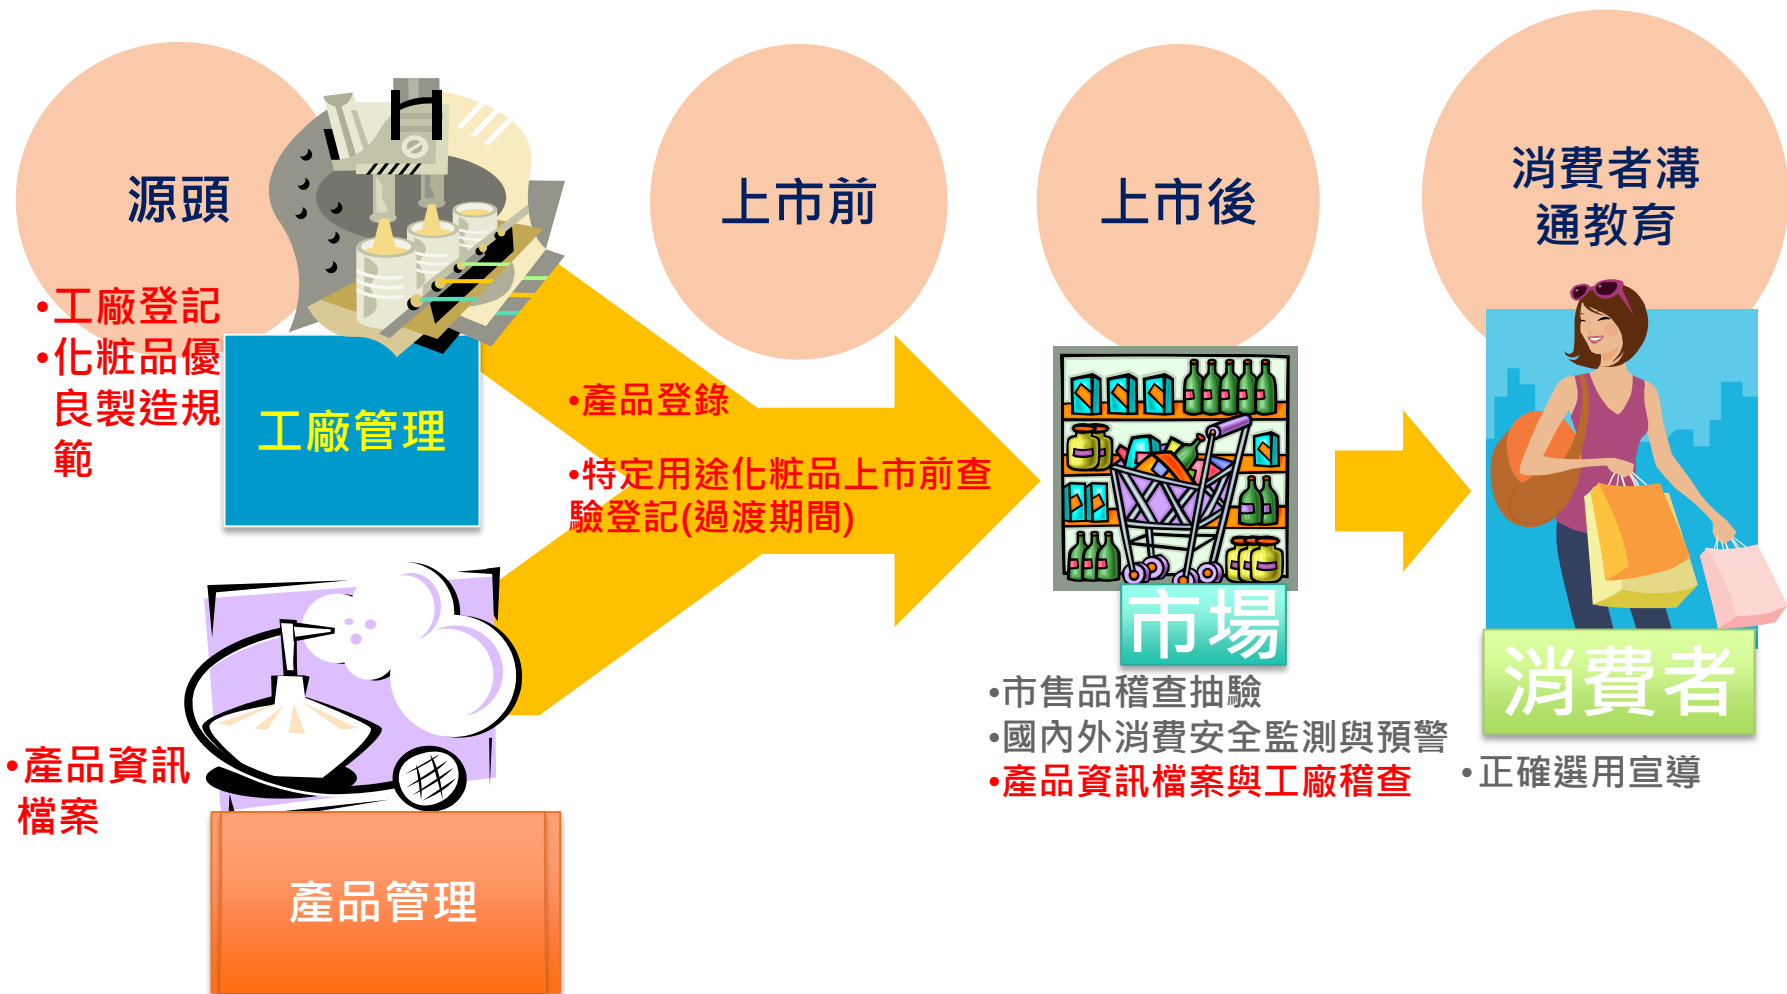 源頭
•工廠登記
•化粧品優
良製造規
範
工廠管理
•產品資訊
檔案
產品管理
上市前
•產品登錄
•特定用途化粧品上市前查
驗登記(過渡期間)
上市後
市場
•市售品稽查抽驗
•國內外消費安全監測與預警
•產品資訊檔案與工廠稽查
消費者溝
通教育
消費者
•正確選用宣導